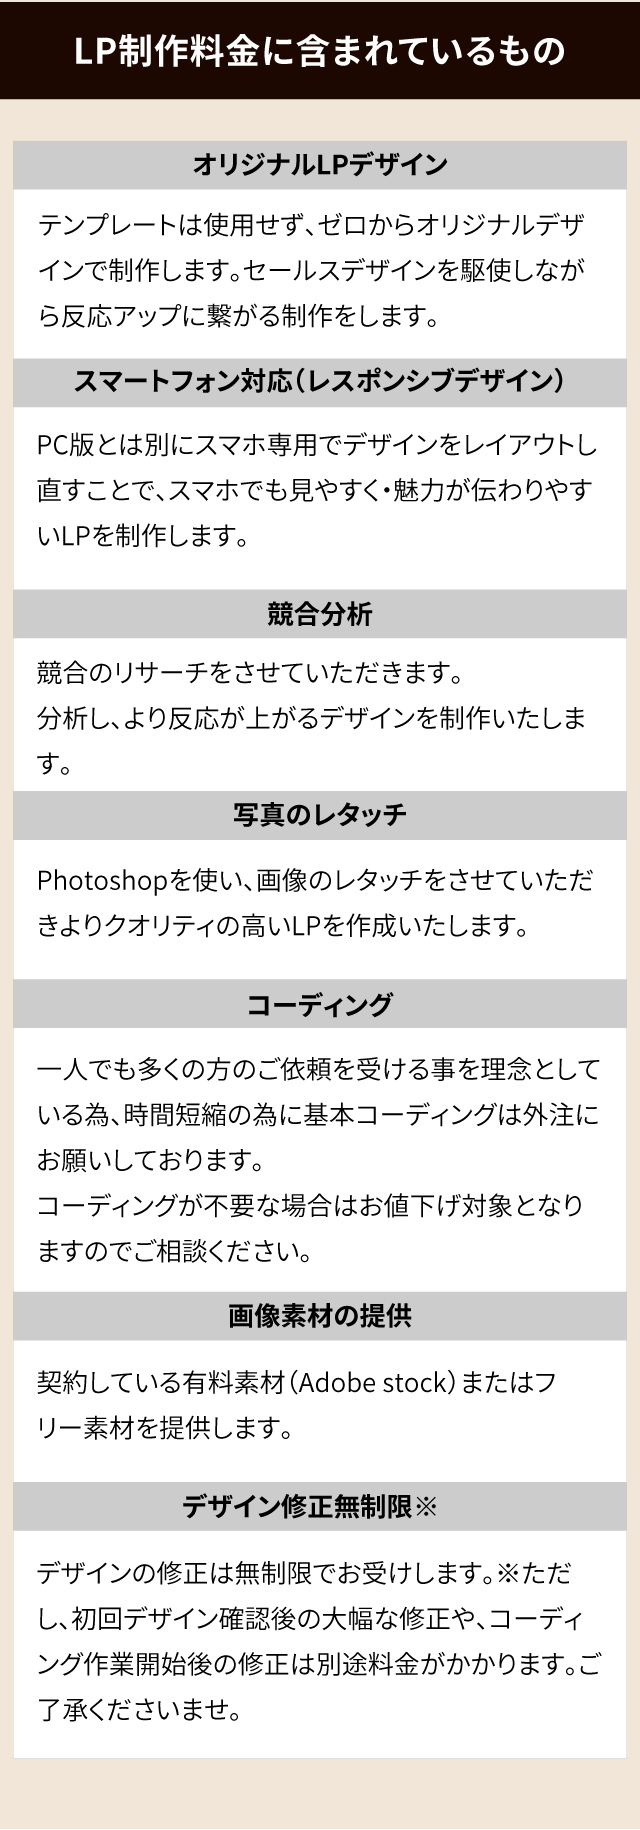 LP制作料金に含まれているもの
オリジナルLPデザイン
テンプレートは使用せず、ゼロからオリジナルデザ
インで制作します。セールスデザインを駆使しなが
ら反応アップに繋がる制作をします。
スマートフォン対応（レスポンシブデザイン）
PC版とは別にスマホ専用でデザインをレイアウトし
直すことで、スマホでも見やすく・魅力が伝わりやす
いLPを制作します。
競合分析
競合のリサーチをさせていただきます。
分析し、より反応が上がるデザインを制作いたしま
す。
写真のレタッチ
Photoshopを使い、画像のレタッチをさせていただ
きよりクオリティの高いLPを作成いたします。
コーディング
一人でも多くの方のご依頼を受ける事を理念として
いる為、時間短縮の為に基本コーディングは外注に
お願いしております。
コーディングが不要な場合はお値下げ対象となり
ますのでご相談ください。
画像素材の提供
契約している有料素材（Adobe stock）またはフ
リー素材を提供します。
デザイン修正無制限※
デザインの修正は無制限でお受けします。※ただ
し、初回デザイン確認後の大幅な修正や、コーディ
ング作業開始後の修正は別途料金がかかります。ご
了承くださいませ。